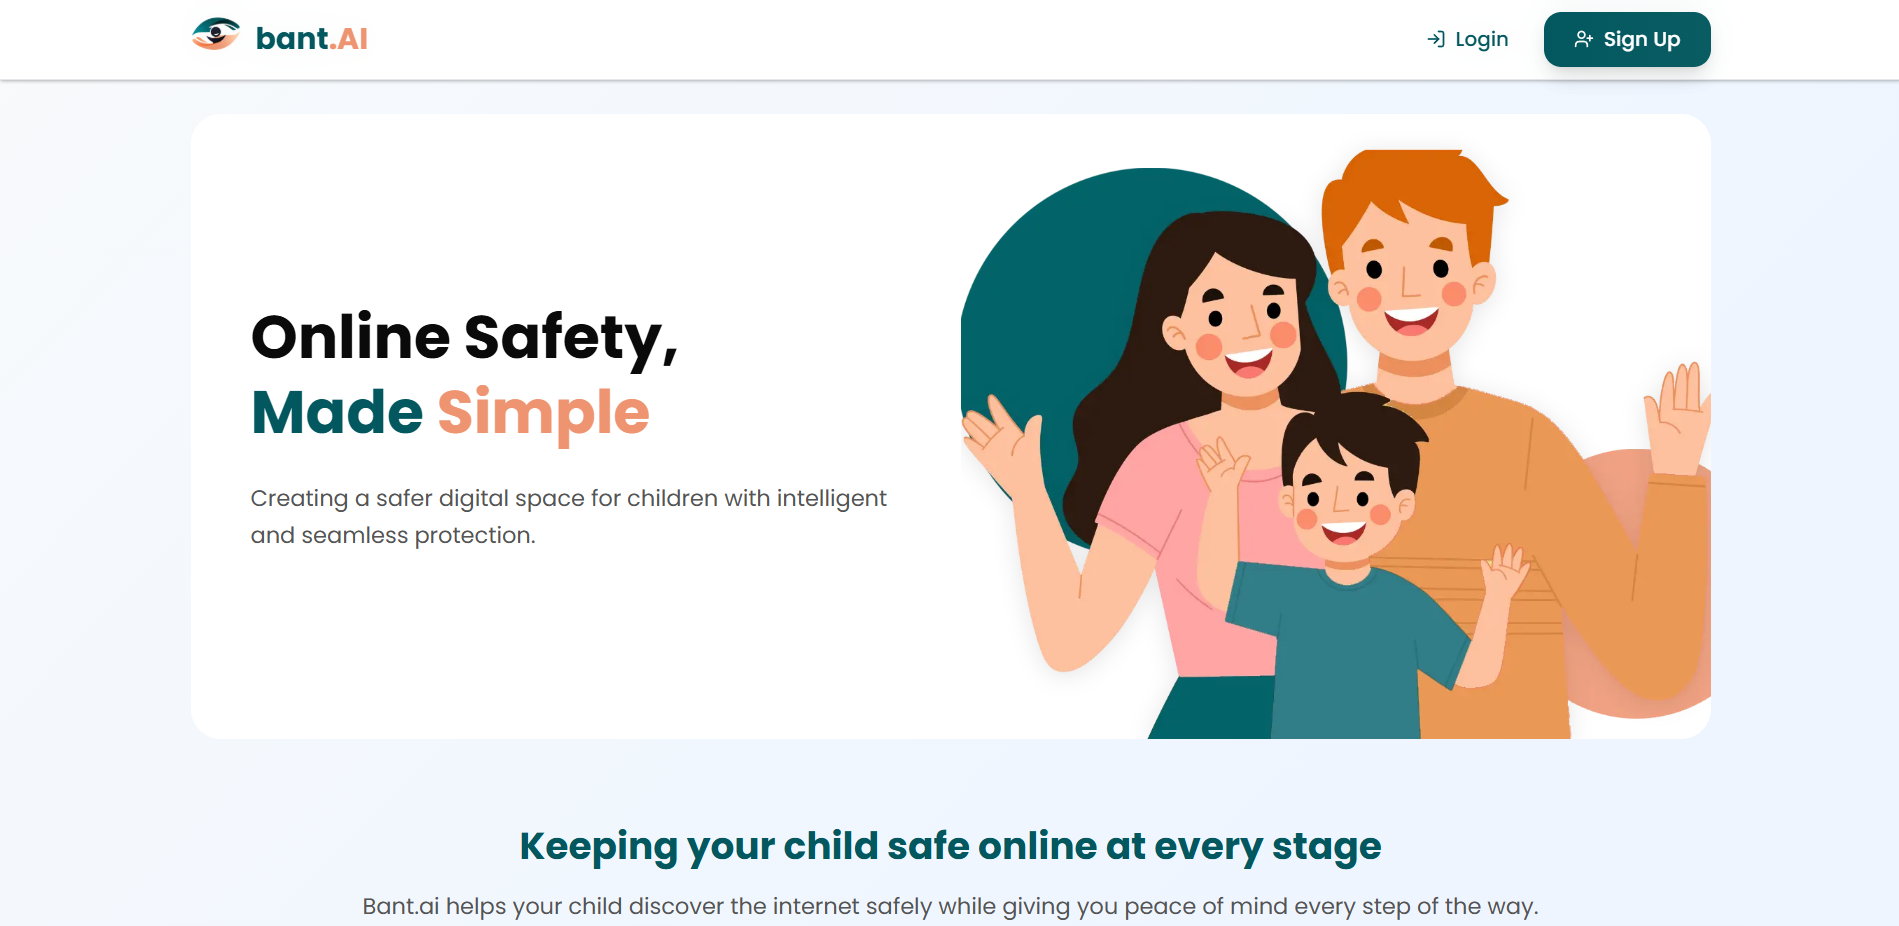 bant.AI
Login
Sign Up
Online Safety,
Made Simple
Creating a safer digital space for children with intelligent
and seamless protection.
Keeping your child safe online at every stage
Bant.ai helps your child discover the internet safely while giving you peace of mind every step of the way.